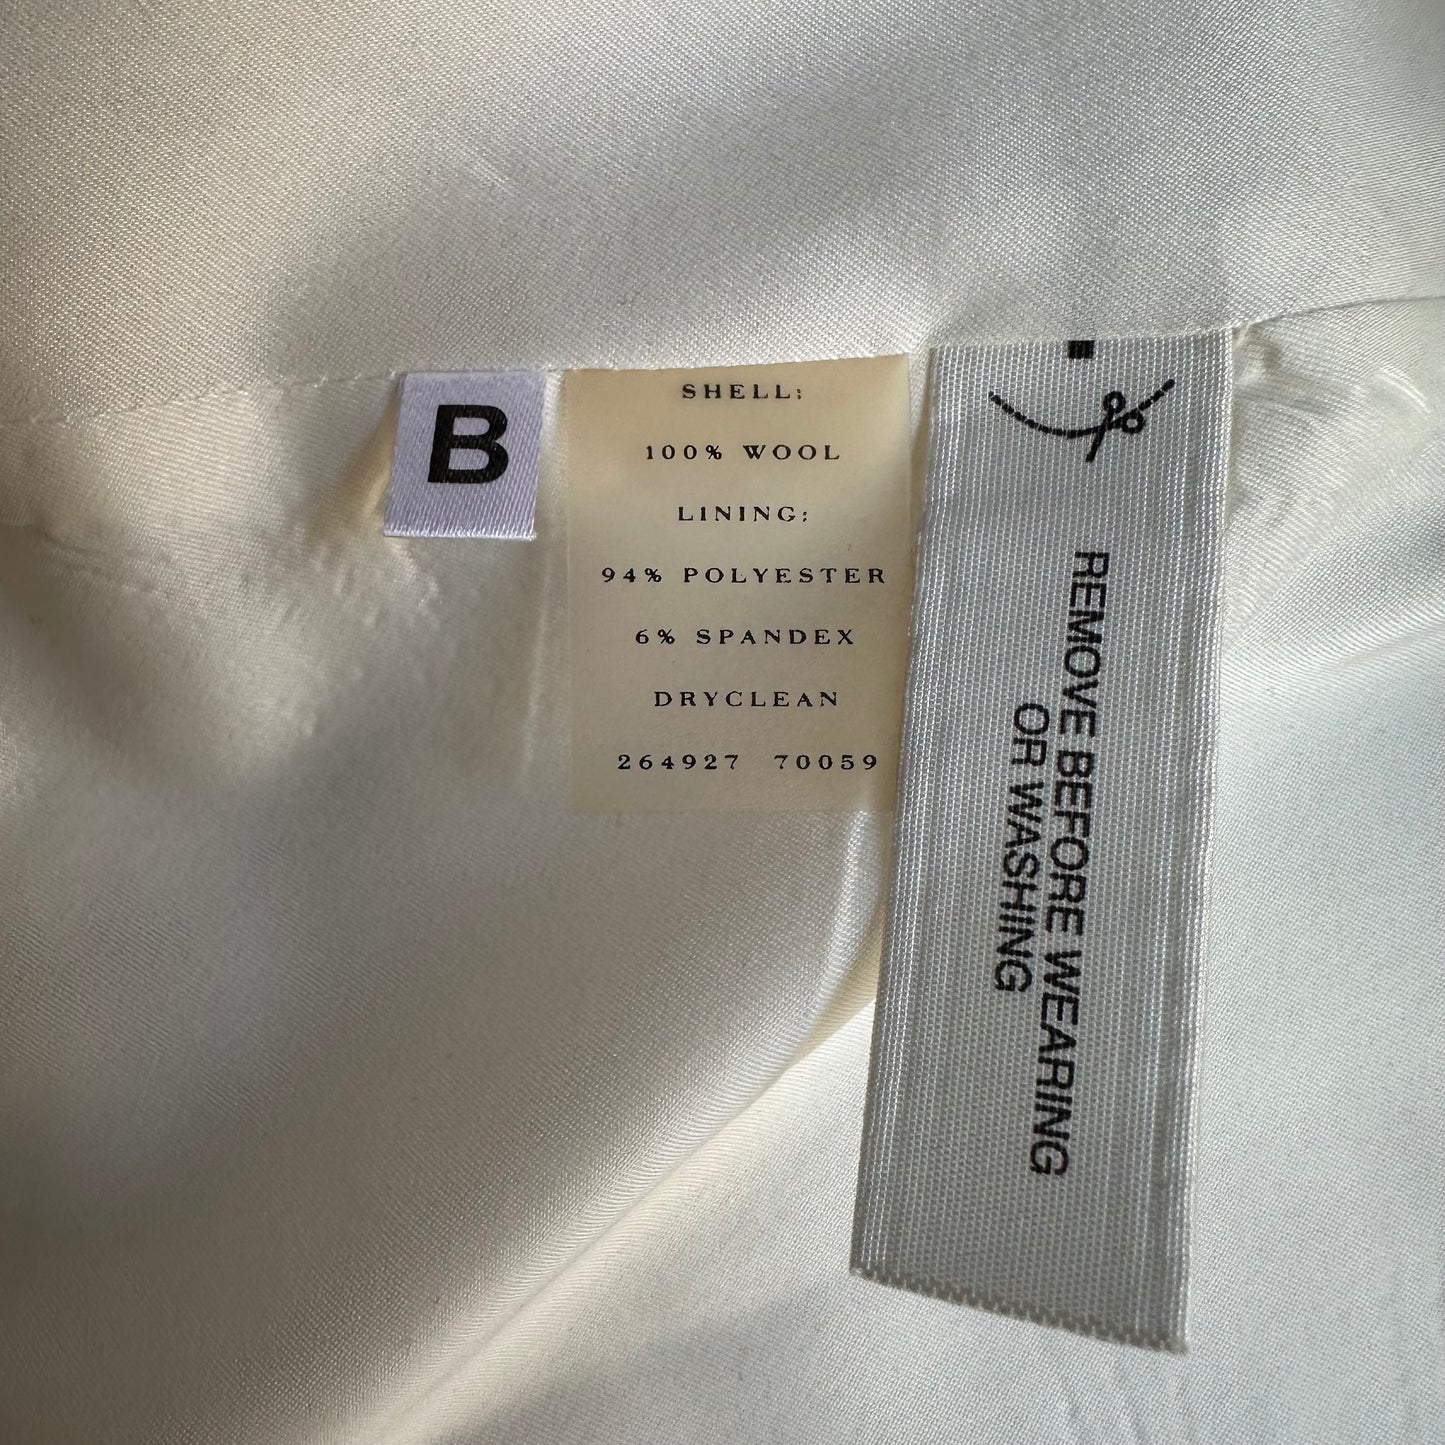 B
SHELL:
100% WOOL
LINING:
94% POLYESTER
6% SPANDEX
DRYCLEAN
264927 70059
REMOVE BEFORE WEARING
OR WASHING